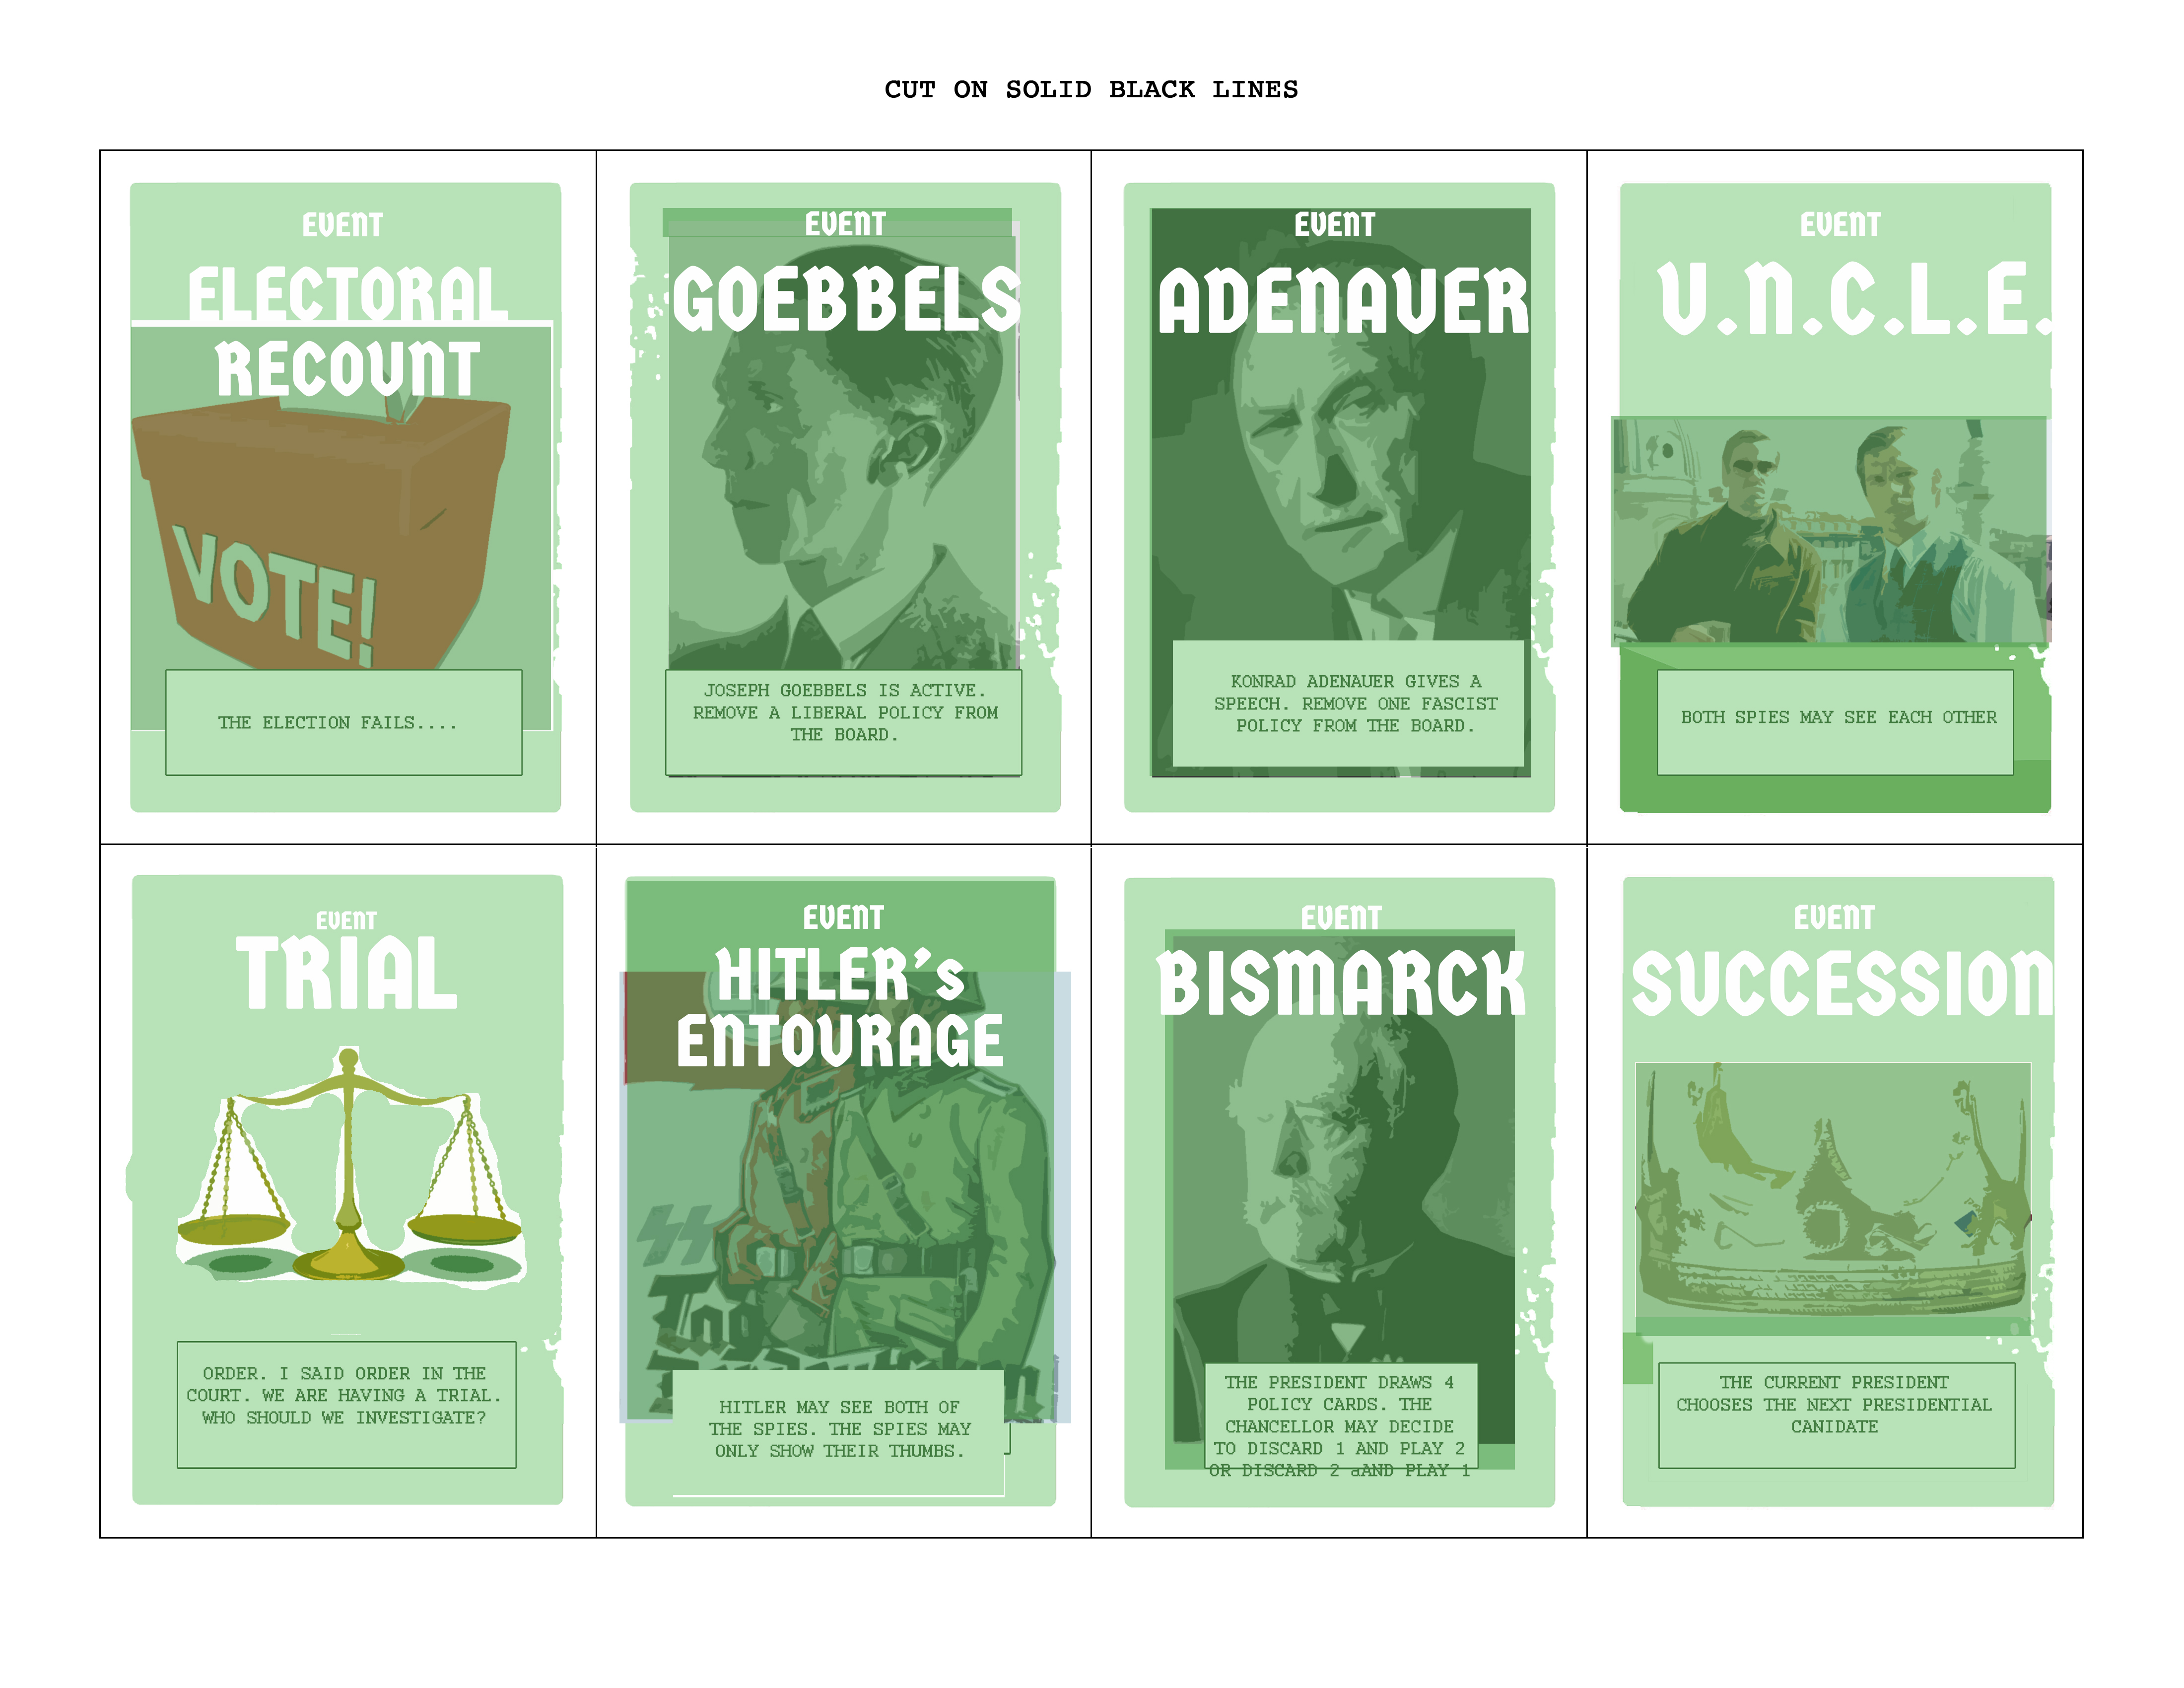 CUT ON SOLID BLACK LINES
EVENT
ELECTORAL
RECOUNT
VOTE!
THE ELECTION FAILS....
EVENT
GOEBBELS
JOSEPH GOEBBELS IS ACTIVE.
REMOVE A LIBERAL POLICY FROM
THE BOARD.
EVENT
ADENAUER
KONRAD ADENAUER GIVES A
SPEECH. REMOVE ONE FASCIST
POLICY FROM THE BOARD.
EVENT
U.N.C.L.E.
BOTH SPIES MAY SEE EACH OTHER
EVENT
TRIAL
ORDER. I SAID ORDER IN THE
COURT. WE ARE HAVING A TRIAL.
WHO SHOULD WE INVESTIGATE?
EVENT
HITLER's
ENTOURAGE
HITLER MAY SEE BOTH OF
THE SPIES. THE SPIES MAY
ONLY SHOW THEIR THUMBS.
EVENT
BISMARCK
THE PRESIDENT DRAWS 4
POLICY CARDS. THE
CHANCELLOR MAY DECIDE
TO DISCARD 1 AND PLAY 2
OR DISCARD 2 aAND PLAY 1
EVENT
SUCCESSION
THE CURRENT PRESIDENT
CHOOSES THE NEXT PRESIDENTIAL
CANIDATE